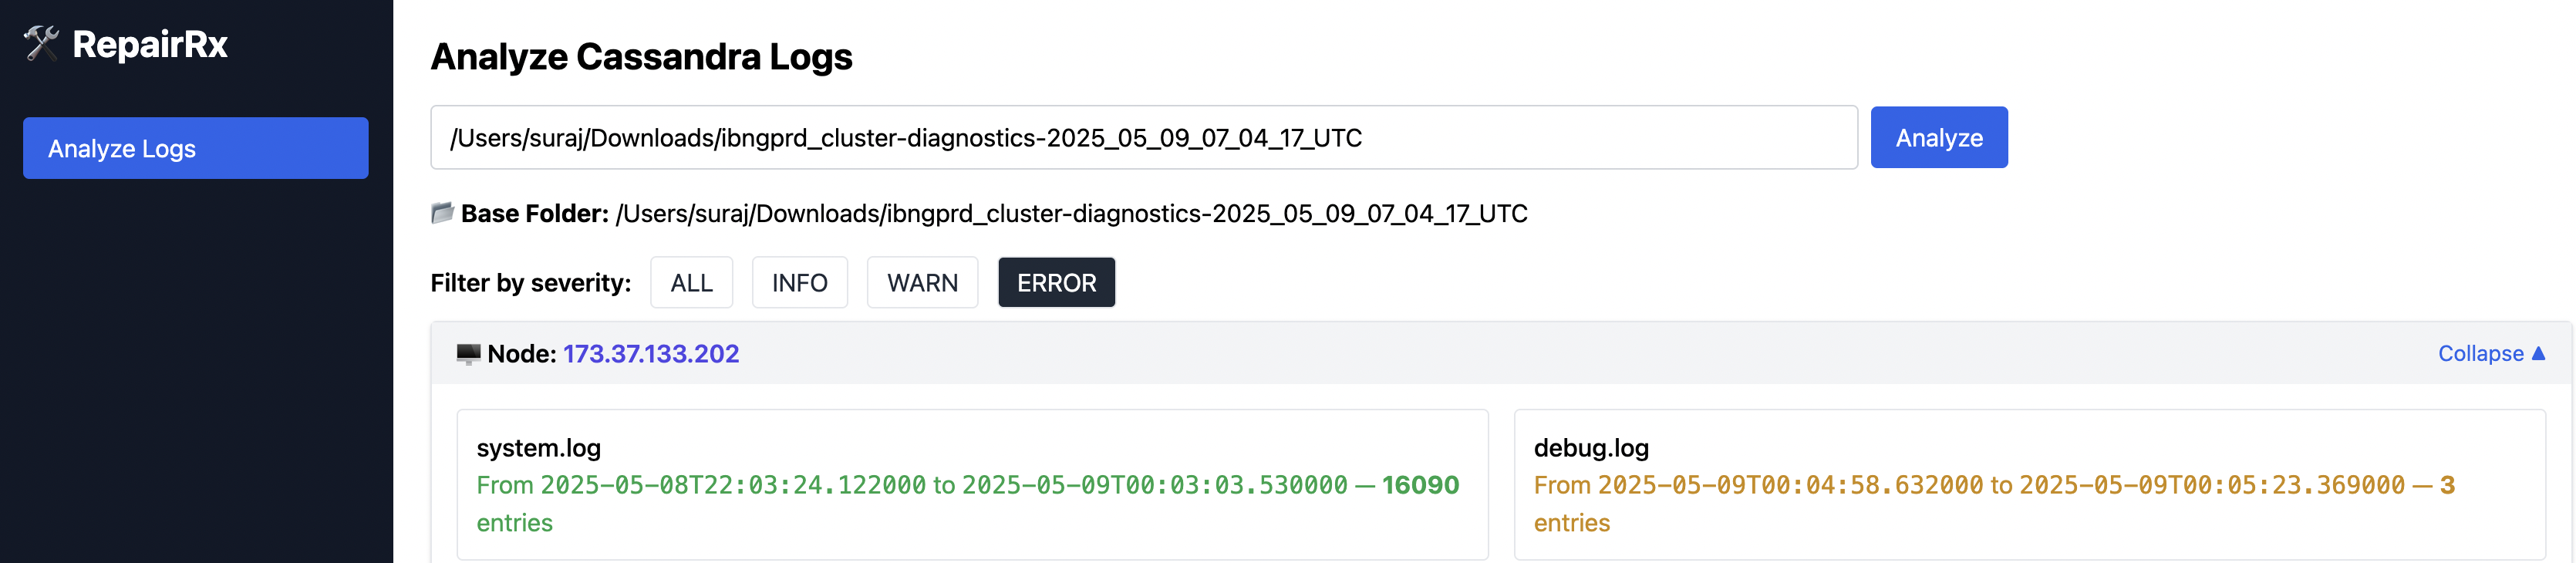 RepairRx
Analyze Logs
Analyze Cassandra Logs
/Users/suraj/Downloads/ibngprd_cluster-diagnostics-2025_05_09_07_04_17_UTC
Analyze
Base Folder: /Users/suraj/Downloads/ibngprd_cluster-diagnostics-2025_05_09_07_04_17_UTC
Filter by severity: ALL INFO WARN ERROR
Node: 173.37.133.202
Collapse ▲
system.log
From 2025-05-08T22:03:24.122000 to 2025-05-09T00:03:03.530000 — 16090
entries
debug.log
From 2025-05-09T00:04:58.632000 to 2025-05-09T00:05:23.369000 — 3
entries